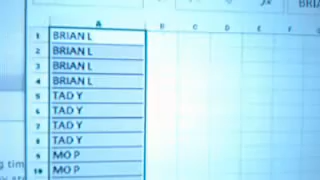 A
1 BRIAN L
2 BRIAN L
3 BRIAN L
4 BRIAN L
5 TAD Y
6 TAD Y
7 TAD Y
8 TAD Y
9 MO P
10 MO P